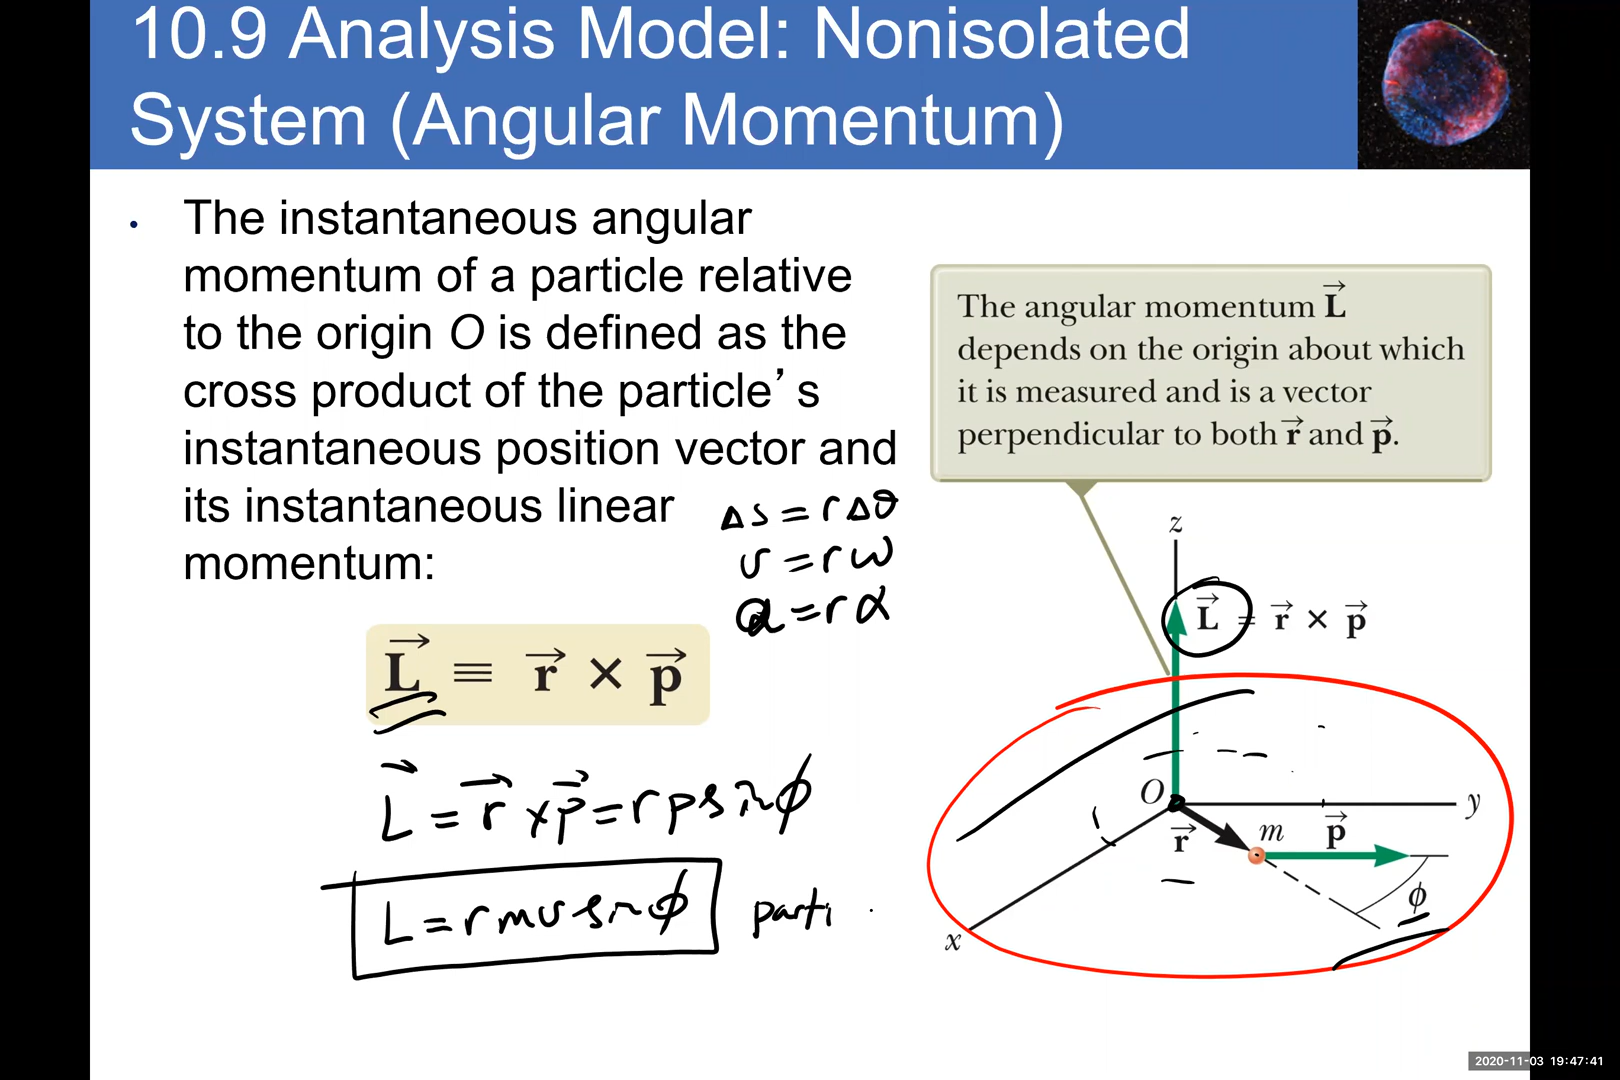 10.9 Analysis Model: Nonisolated
System (Angular Momentum)
• The instantaneous angular
momentum of a particle relative
to the origin O is defined as the
cross product of the particle’s
instantaneous position vector and
its instantaneous linear
momentum:
Δs = rΔθ
v = rω
a = rα
L⃗ ≡ r⃗ × p⃗
L⃗ = r⃗ × p⃗ = rp sin ϕ
L = rmv sin ϕ
parti
The angular momentum L⃗
depends on the origin about which
it is measured and is a vector
perpendicular to both r⃗ and p⃗.
z
L⃗ = r⃗ × p⃗
O
y
r⃗
m
p⃗
ϕ
x
2020-11-03 19:47:41